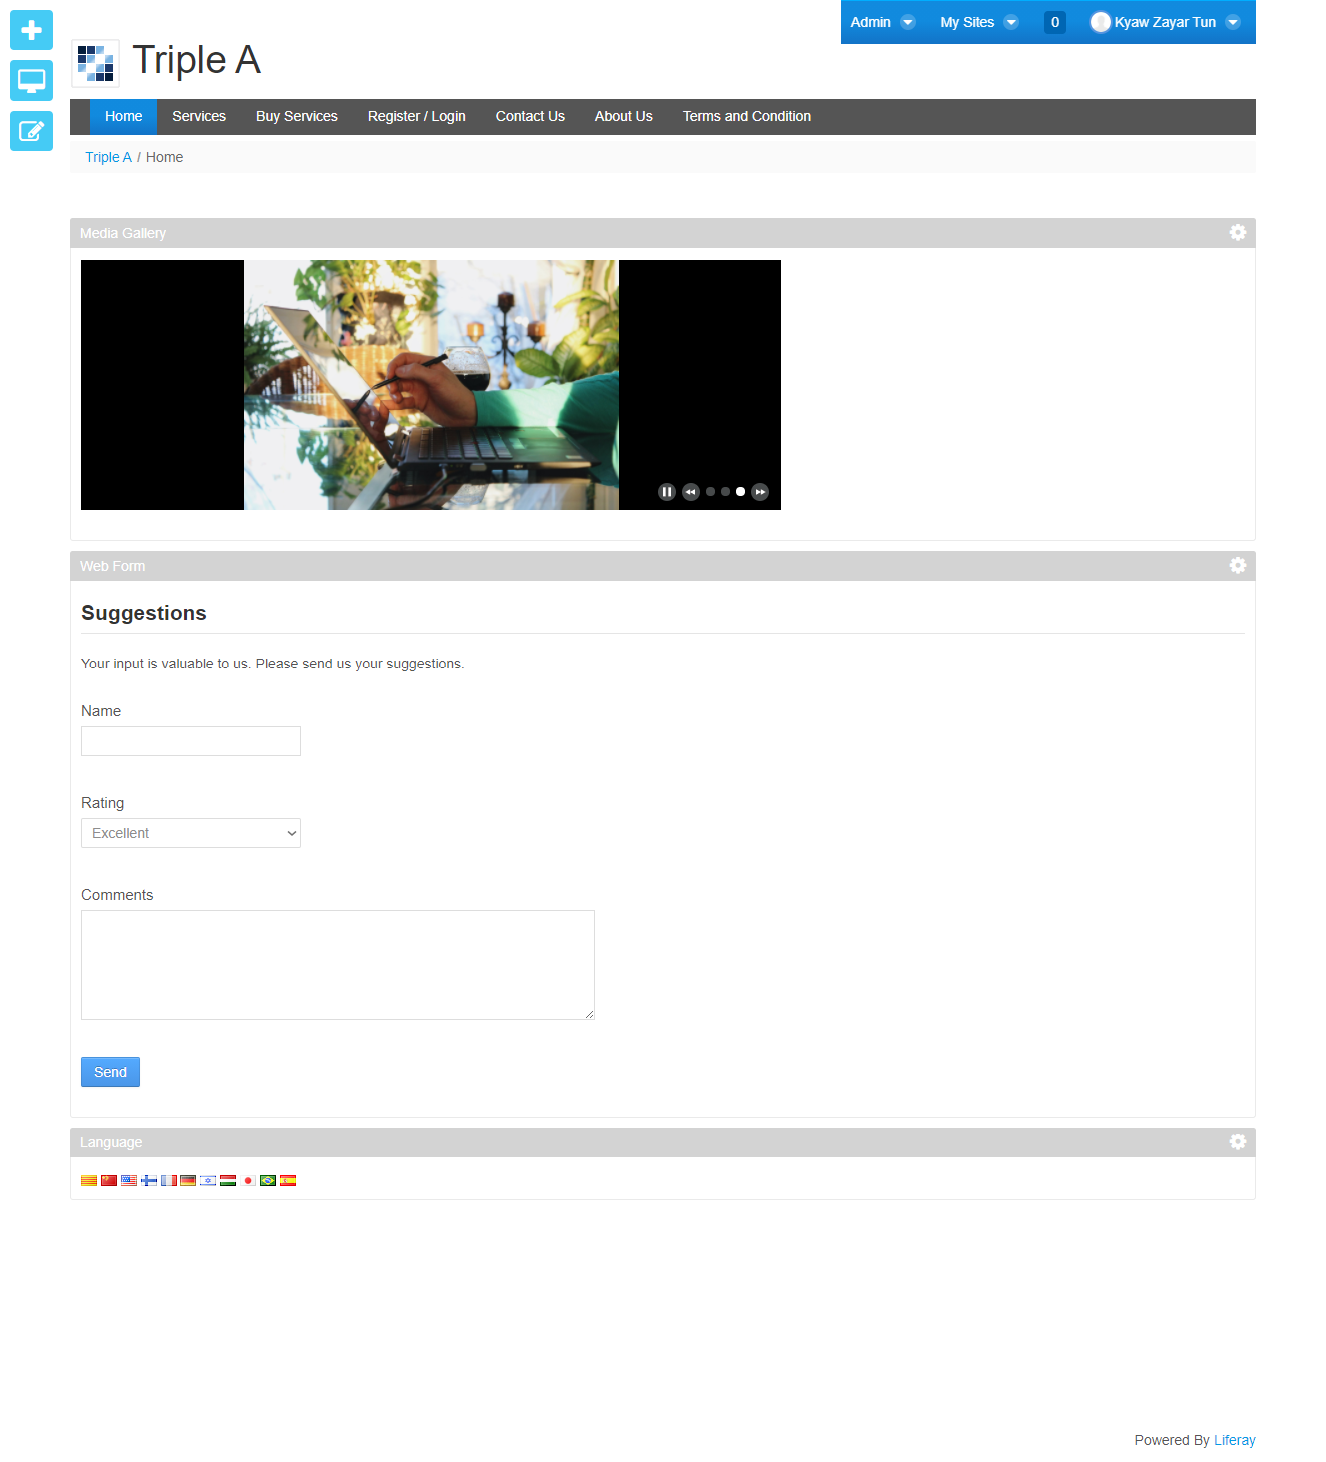 Admin My Sites 0 Kyaw Zayar Tun
Triple A
Home Services Buy Services Register / Login Contact Us About Us Terms and Condition
Triple A / Home
Media Gallery
Web Form
Suggestions
Your input is valuable to us. Please send us your suggestions.
Name
Rating
Excellent
Comments
Send
Language
Powered By Liferay